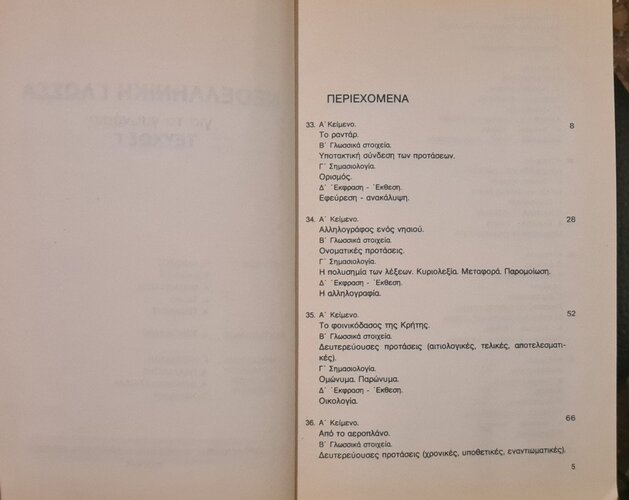 ΠΕΡΙΕΧΟΜΕΝΑ
33. Α΄ Κείμενο. 8
Το ραντάρ.
Β΄ Γλωσσικά στοιχεία.
Υποτακτική σύνδεση των προτάσεων.
Γ΄ Σημασιολογία.
Ορισμός.
Δ΄ Έκφραση - Έκθεση.
Εφεύρεση - ανακάλυψη.
34. Α΄ Κείμενο. 28
Αλληλογράφος ενός νησιού.
Β΄ Γλωσσικά στοιχεία.
Ονοματικές προτάσεις.
Γ΄ Σημασιολογία.
Η πολυσημία των λέξεων. Κυριολεξία. Μεταφορά. Παρομοίωση.
Δ΄ Έκφραση - Έκθεση.
Η αλληλογραφία.
35. Α΄ Κείμενο. 52
Το φοινικόδασος της Κρήτης.
Β΄ Γλωσσικά στοιχεία.
Δευτερεύουσες προτάσεις (αιτιολογικές, τελικές, αποτελεσματι-
κές).
Γ΄ Σημασιολογία.
Ομώνυμα. Παρώνυμα.
Δ΄ Έκφραση - Έκθεση.
Οικολογία.
36. Α΄ Κείμενο. 66
Από το αεροπλάνο.
Β΄ Γλωσσικά στοιχεία.
Δευτερεύουσες προτάσεις (χρονικές, υποθετικές, εναντιωματικές).
5